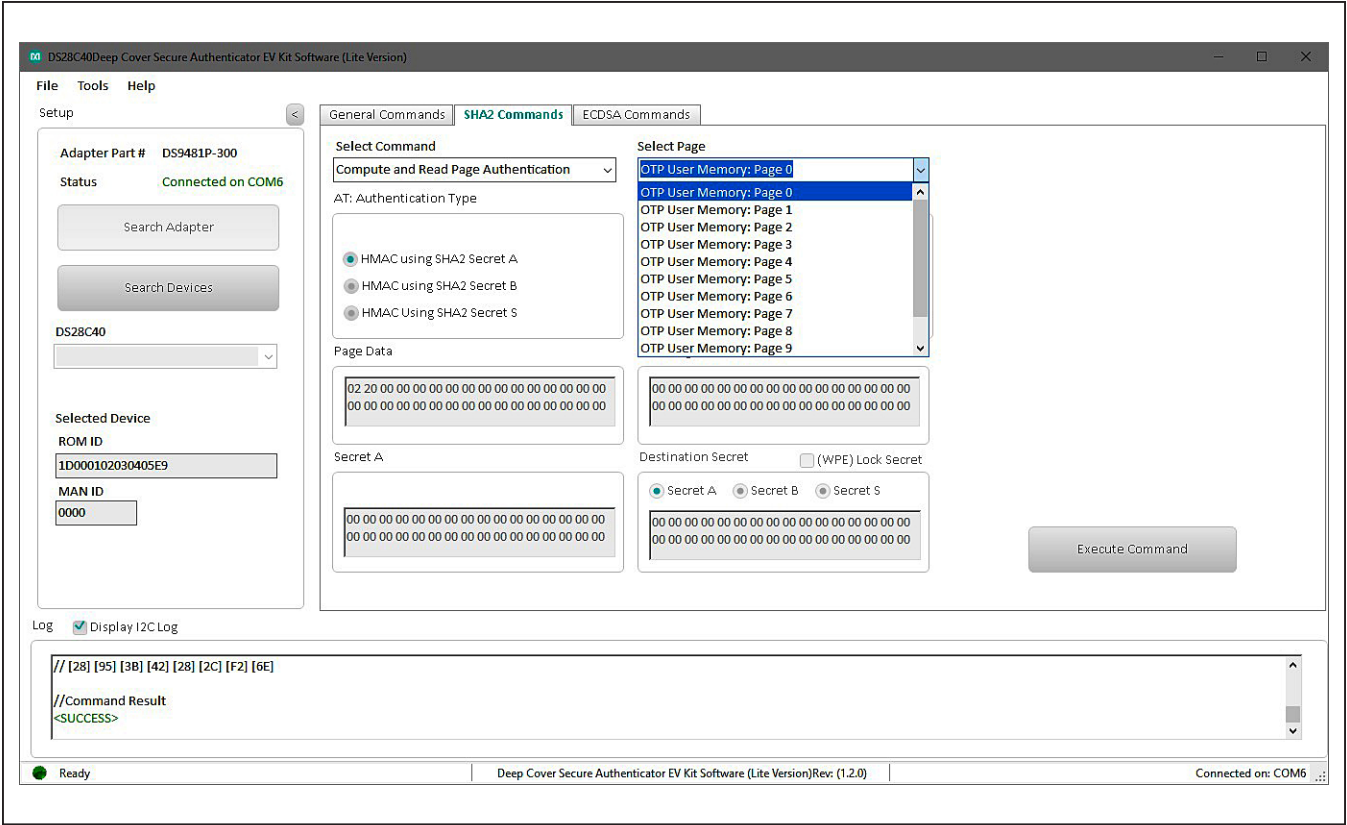 DS28C40Deep Cover Secure Authenticator EV Kit Software (Lite Version)
File Tools Help
Setup
<
Adapter Part # DS9481P-300
Status Connected on COM6
Search Adapter
Search Devices
DS28C40
Selected Device
ROM ID
1D000102030405E9
MAN ID
0000
General Commands SHA2 Commands ECDSA Commands
Select Command
Compute and Read Page Authentication
Select Page
OTP User Memory: Page 0
OTP User Memory: Page 0
OTP User Memory: Page 1
OTP User Memory: Page 2
OTP User Memory: Page 3
OTP User Memory: Page 4
OTP User Memory: Page 5
OTP User Memory: Page 6
OTP User Memory: Page 7
OTP User Memory: Page 8
OTP User Memory: Page 9
AT: Authentication Type
HMAC using SHA2 Secret A
HMAC using SHA2 Secret B
HMAC Using SHA2 Secret S
Page Data
02 20 00 00 00 00 00 00 00 00 00 00 00 00 00 00
00 00 00 00 00 00 00 00 00 00 00 00 00 00 00 00
00 00 00 00 00 00 00 00 00 00 00 00 00 00 00 00
00 00 00 00 00 00 00 00 00 00 00 00 00 00 00 00
Secret A
00 00 00 00 00 00 00 00 00 00 00 00 00 00 00 00
00 00 00 00 00 00 00 00 00 00 00 00 00 00 00 00
Destination Secret (WPE) Lock Secret
Secret A Secret B Secret S
00 00 00 00 00 00 00 00 00 00 00 00 00 00 00 00
00 00 00 00 00 00 00 00 00 00 00 00 00 00 00 00
Execute Command
Log Display I2C Log
// [28] [95] [3B] [42] [28] [2C] [F2] [6E]
//Command Result
<SUCCESS>
Ready
Deep Cover Secure Authenticator EV Kit Software (Lite Version)Rev: (1.2.0)
Connected on: COM6